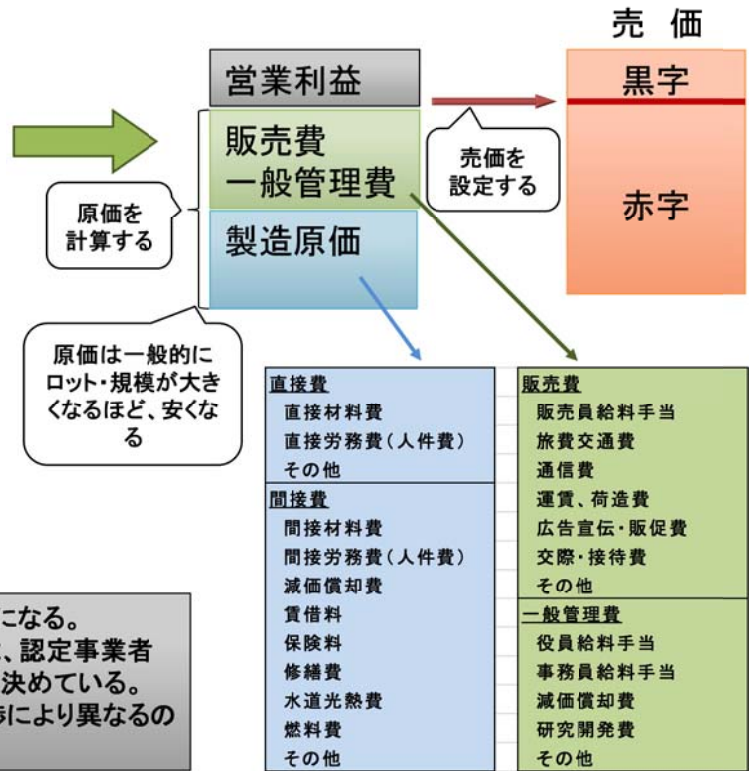 売 価
営業利益
黒字
販売費
一般管理費
売価を
設定する
赤字
原価を
計算する
製造原価
原価は一般的に
ロット・規模が大き
くなるほど、安くな
る
直接費
直接材料費
直接労務費(人件費)
その他
間接費
間接材料費
間接労務費(人件費)
減価償却費
賃借料
保険料
修繕費
水道光熱費
燃料費
その他
販売費
販売員給料手当
旅費交通費
通信費
運賃、荷造費
広告宣伝・販促費
交際・接待費
その他
一般管理費
役員給料手当
事務員給料手当
減価償却費
研究開発費
その他
になる。
、認定事業者
決めている。
により異なるの